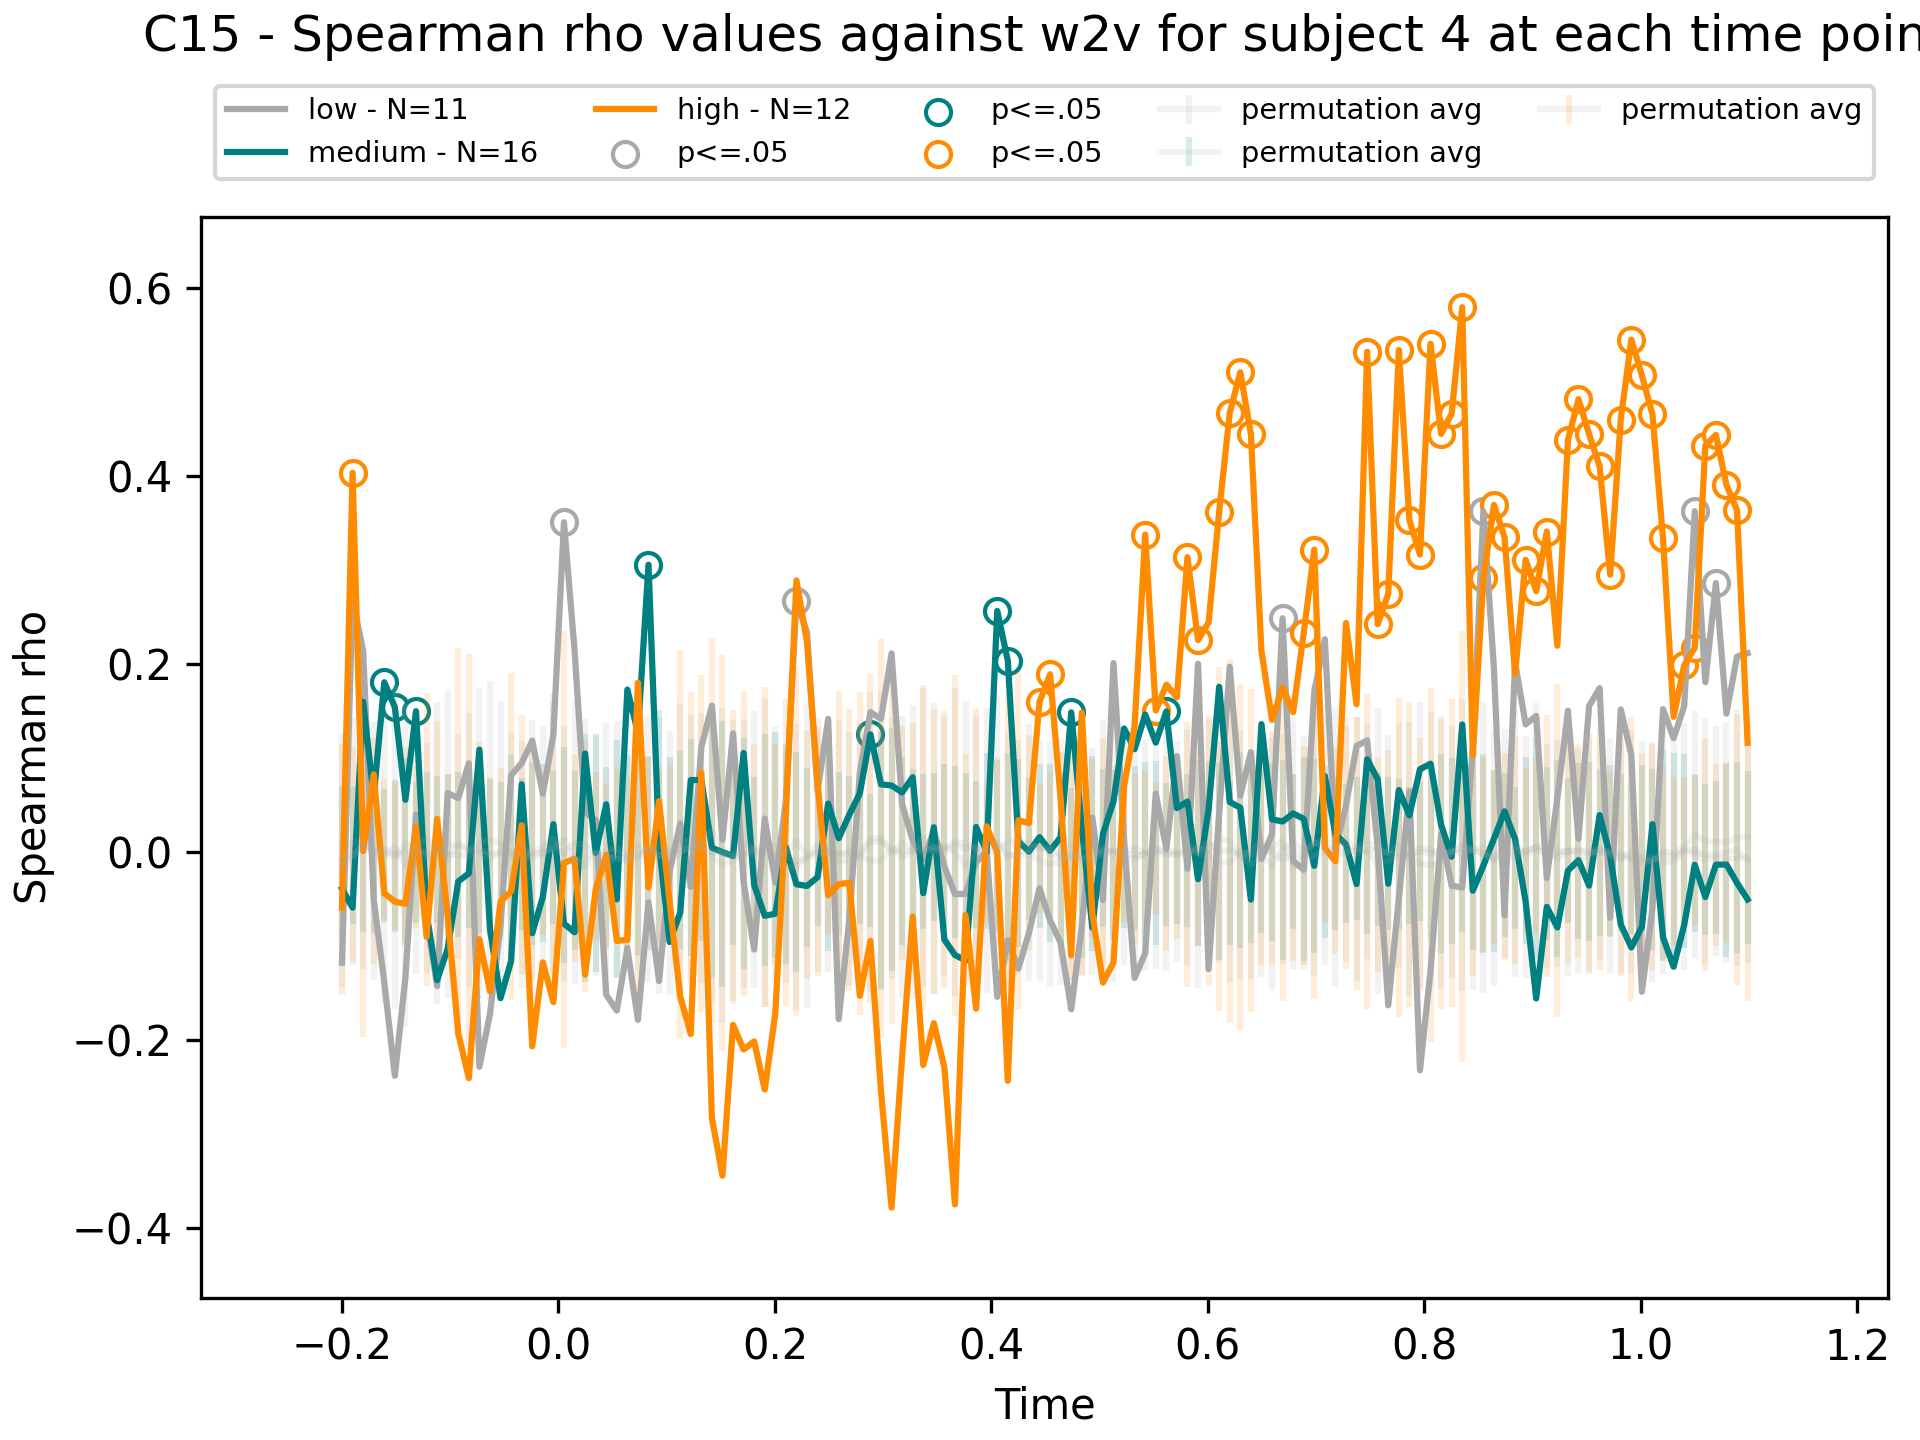 C15 - Spearman rho values against w2v for subject 4 at each time poin
low - N=11
medium - N=16
high - N=12
p<=.05
p<=.05
p<=.05
permutation avg
permutation avg
permutation avg
Spearman rho
0.6
0.4
0.2
0.0
−0.2
−0.4
−0.2
0.0
0.2
0.4
0.6
0.8
1.0
1.2
Time